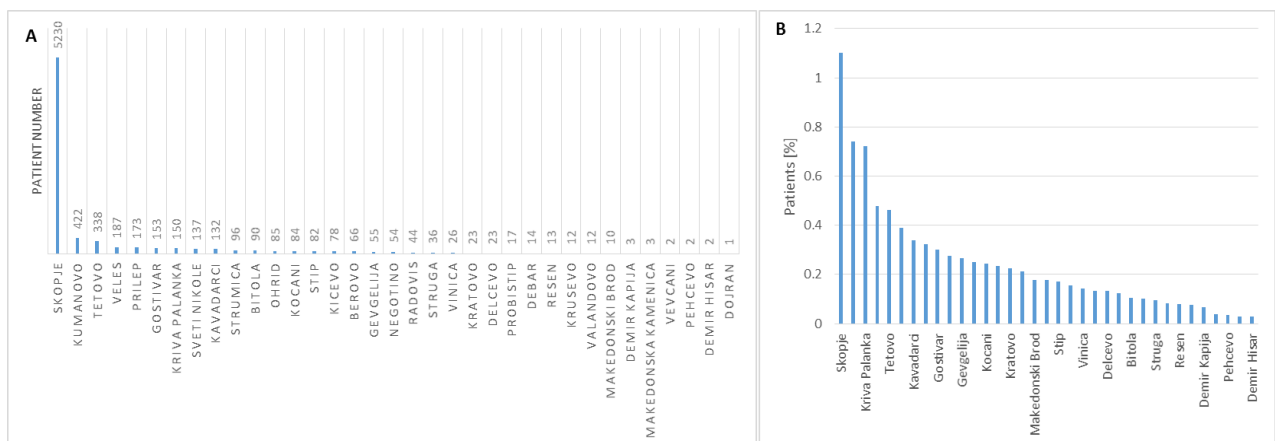 A
PATIENT NUMBER
5230
422
338
187
173
153
150
137
132
96
90
85
84
82
78
66
55
54
44
36
26
23
23
17
14
13
12
12
10
3
3
2
2
2
1
SKOPJE
KUMANOVO
TETOVO
VELES
PRILEP
GOSTIVAR
KRIVA PALANKA
SVETI NIKOLE
KAVADARCI
STRUMICA
BITOLA
OHRID
KOCANI
STIP
KICEVO
BEROVO
GEVGELIJA
NEGOTINO
RADOVIS
STRUGA
VINICA
KRATOVO
DELCEVO
PROBISTIP
DEBAR
RESEN
KRUSEVO
VALANDOVO
MAKEDONSKI BROD
DEMIR KAPIJA
MAKEDONSKA KAMENICA
VEVCANI
PEHCEVO
DEMIR HISAR
DOJRAN
B
Patients [%]
1.2
1
0.8
0.6
0.4
0.2
0
Skopje
Kriva Palanka
Tetovo
Kavadarci
Gostivar
Gevgelija
Kocani
Kratovo
Makedonski Brod
Stip
Vinica
Delcevo
Bitola
Struga
Resen
Demir Kapija
Pehcevo
Demir Hisar